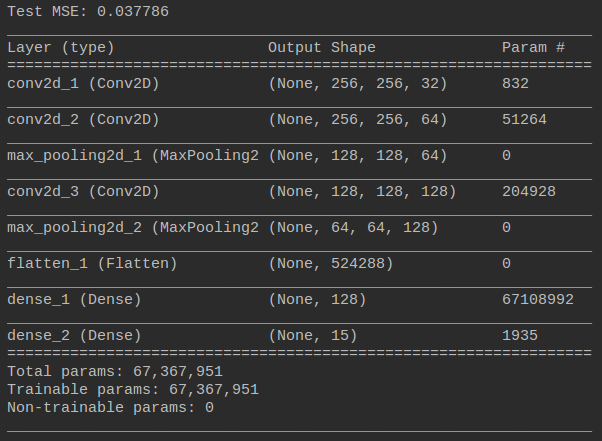 Test MSE: 0.037786
Layer (type) Output Shape Param #
=================================================================
conv2d_1 (Conv2D) (None, 256, 256, 32) 832
conv2d_2 (Conv2D) (None, 256, 256, 64) 51264
max_pooling2d_1 (MaxPooling2 (None, 128, 128, 64) 0
conv2d_3 (Conv2D) (None, 128, 128, 128) 204928
max_pooling2d_2 (MaxPooling2 (None, 64, 64, 128) 0
flatten_1 (Flatten) (None, 524288) 0
dense_1 (Dense) (None, 128) 67108992
dense_2 (Dense) (None, 15) 1935
=================================================================
Total params: 67,367,951
Trainable params: 67,367,951
Non-trainable params: 0